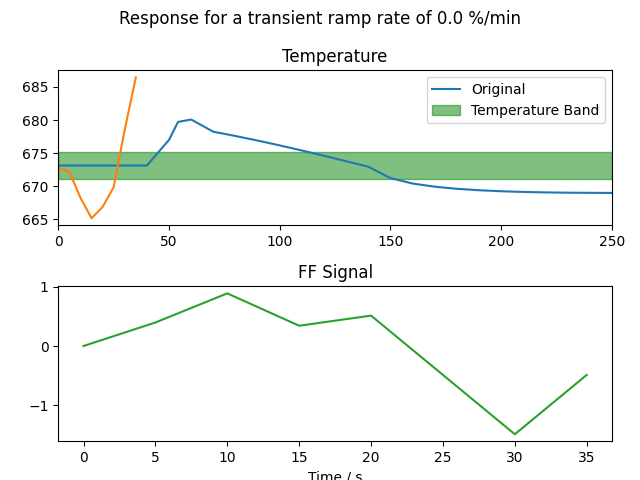 Response for a transient ramp rate of 0.0 %/min
Temperature
685
680
675
670
665
Original
Temperature Band
0 50 100 150 200 250
FF Signal
1
0
−1
0 5 10 15 20 25 30 35
Time / s